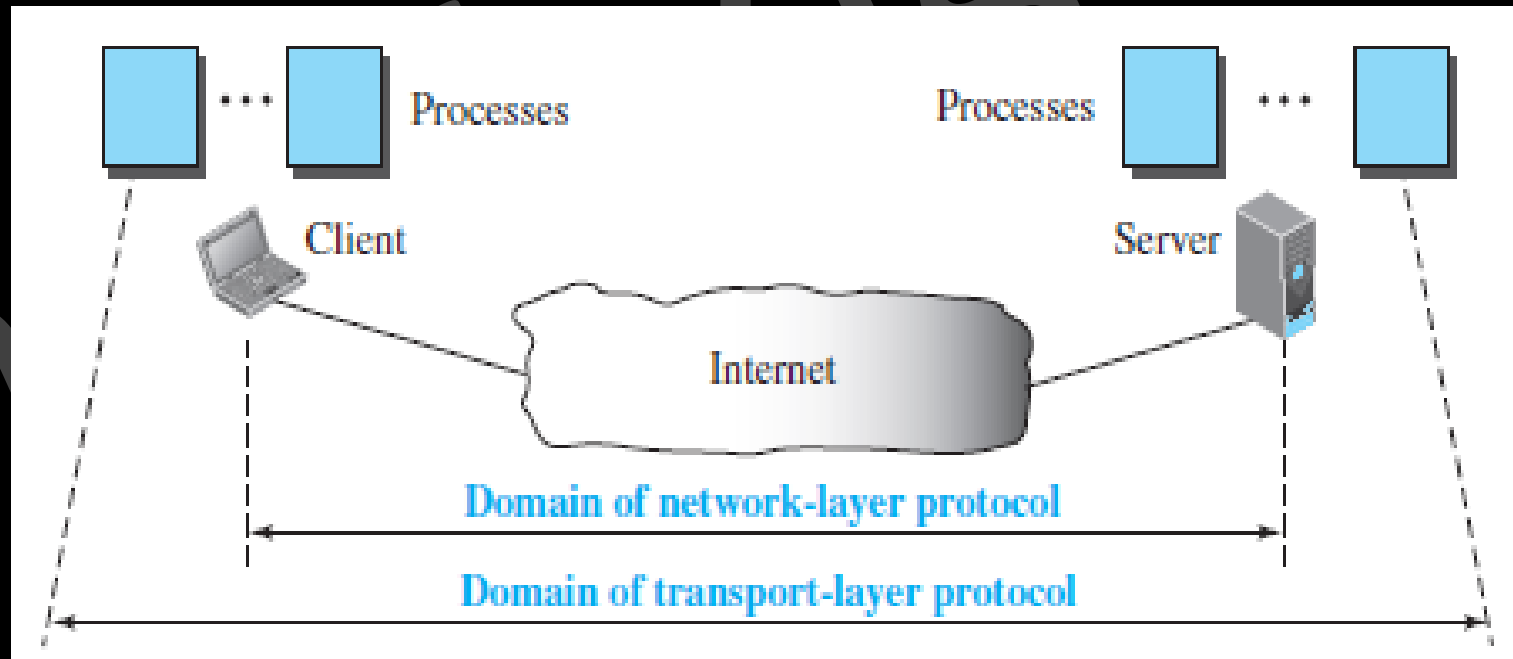 Processes
Processes
Client
Server
Internet
Domain of network-layer protocol
Domain of transport-layer protocol